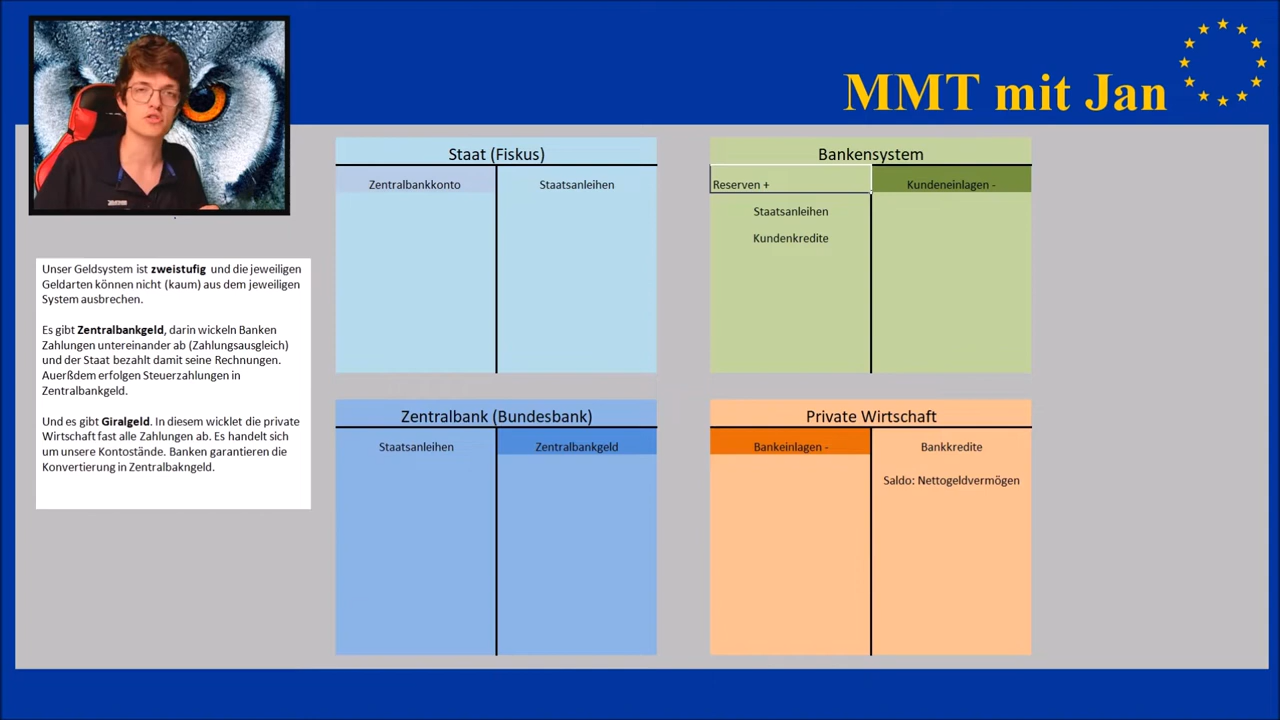 MMT mit Jan
Unser Geldsystem ist zweistufig und die jeweiligen
Geldarten können nicht (kaum) aus dem jeweiligen
System ausbrechen.
Es gibt Zentralbankgeld, darin wickeln Banken
Zahlungen untereinander ab (Zahlungsausgleich)
und der Staat bezahlt damit seine Rechnungen.
Auerßdem erfolgen Steuerzahlungen in
Zentralbankgeld.
Und es gibt Giralgeld. In diesem wicklet die private
Wirtschaft fast alle Zahlungen ab. Es handelt sich
um unsere Kontostände. Banken garantieren die
Konvertierung in Zentralbakngeld.
Staat (Fiskus)
Zentralbankkonto
Staatsanleihen
Bankensystem
Reserven +
Kundeneinlagen -
Staatsanleihen
Kundenkredite
Zentralbank (Bundesbank)
Staatsanleihen
Zentralbankgeld
Private Wirtschaft
Bankeinlagen -
Bankkredite
Saldo: Nettogeldvermögen